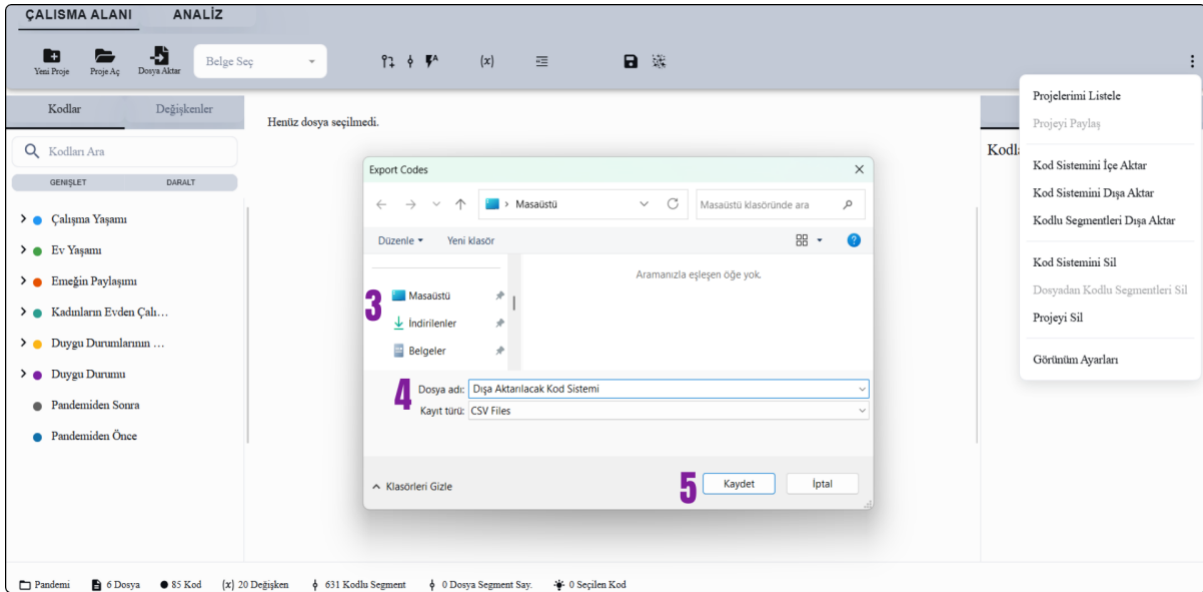 ÇALIŞMA ALANI ANALİZ
Yeni Proje Proje Aç Dosya Aktar Belge Seç
A (x)
Kodlar Değişkenler
Kodları Ara
GENIŞLET DARALT
Çalışma Yaşamı
Ev Yaşamı
Emeğin Paylaşımı
Kadınların Evden Çalı...
Duygu Durumlarının ...
Duygu Durumu
Pandemiden Sonra
Pandemiden Önce
Henüz dosya seçilmedi.
Export Codes
Masaüstü
Masaüstü klasöründe ara
Düzenle Yeni klasör
?
Aramanızla eşleşen öğe yok.
3
Masaüstü
İndirilenler
Belgeler
4
Dosya adı: Dışa Aktarılacak Kod Sistemi
Kayıt türü: CSV Files
Klasörleri Gizle
5
Kaydet İptal
Projelerimi Listele
Projeyi Paylaş
Kod Sistemini İçe Aktar
Kod Sistemini Dışa Aktar
Kodlu Segmentleri Dışa Aktar
Kod Sistemini Sil
Dosyadan Kodlu Segmentleri Sil
Projeyi Sil
Görünüm Ayarları
Pandemi 6 Dosya 85 Kod (x) 20 Değişken 631 Kodlu Segment 0 Dosya Segment Say. 0 Seçilen Kod